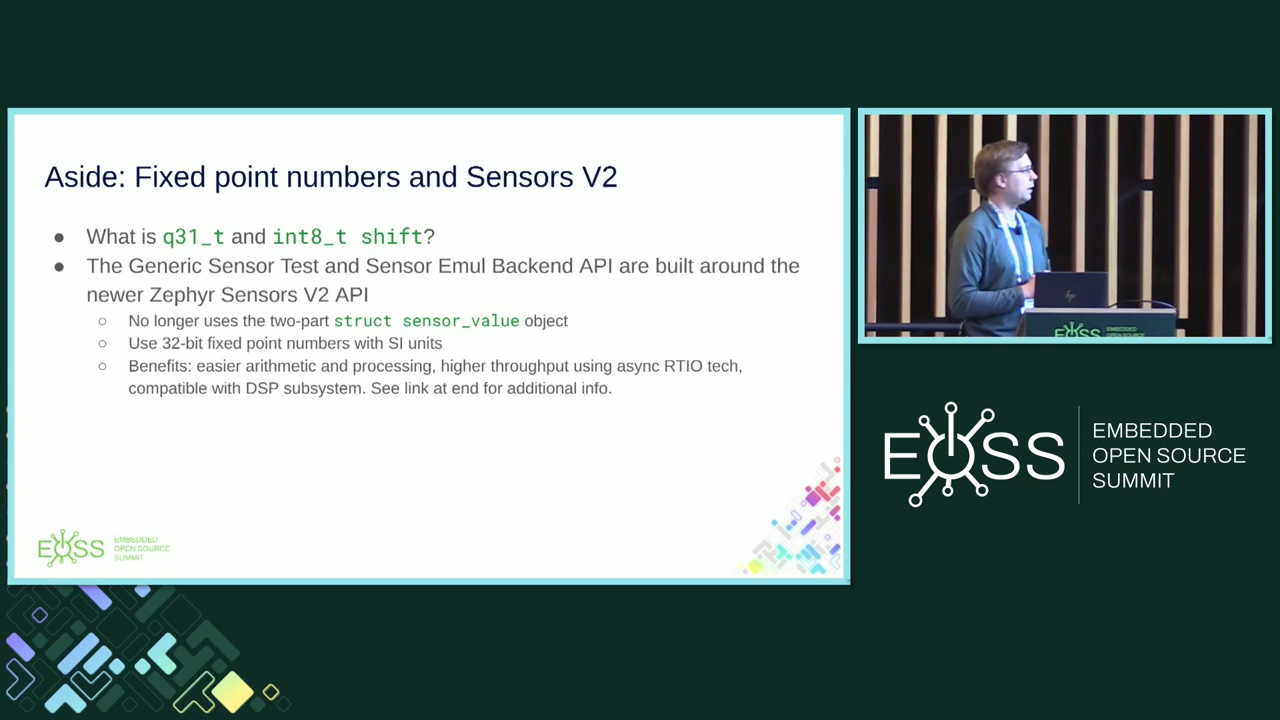 Aside: Fixed point numbers and Sensors V2
● What is q31_t and int8_t shift?
● The Generic Sensor Test and Sensor Emul Backend API are built around the
newer Zephyr Sensors V2 API
○ No longer uses the two-part struct sensor_value object
○ Use 32-bit fixed point numbers with SI units
○ Benefits: easier arithmetic and processing, higher throughput using async RTIO tech,
compatible with DSP subsystem. See link at end for additional info.
EOSS
EMBEDDED
OPEN SOURCE
SUMMIT
hp
EOSS
EMBEDDED
OPEN SOURCE
SUMMIT